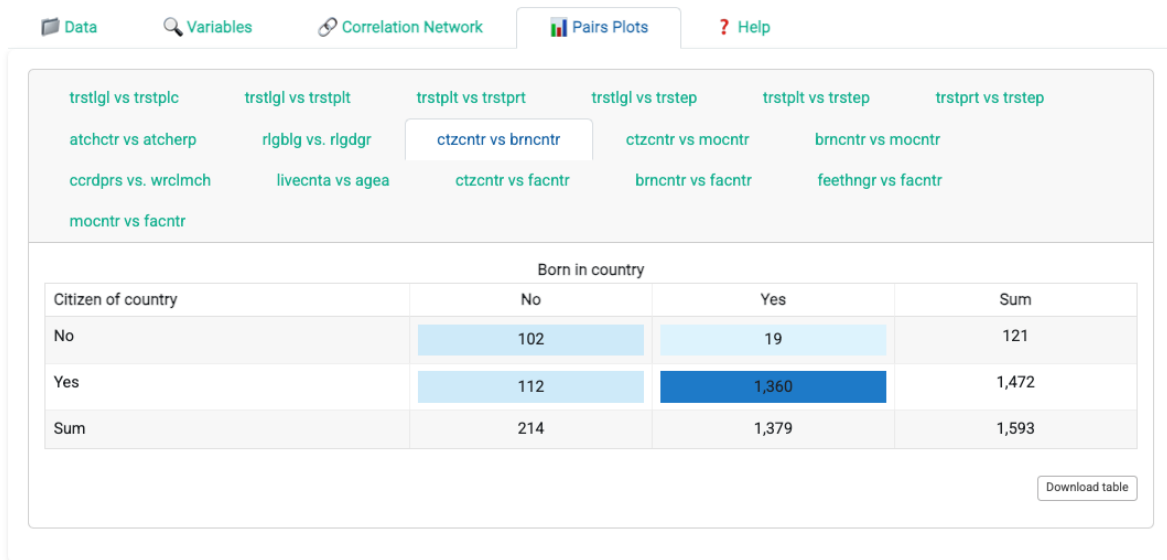 Data Variables Correlation Network Pairs Plots Help
trstlgl vs trstplc trstlgl vs trstplt trstplt vs trstprt trstlgl vs trstep trstplt vs trstep trstprt vs trstep
atchctr vs atcherp rlgblg vs. rlgdgr ctzcntr vs brncntr ctzcntr vs mocntr brncntr vs mocntr
ccrdprs vs. wrclmch livecnta vs agea ctzcntr vs facntr brncntr vs facntr feethngr vs facntr
mocntr vs facntr
Born in country
Citizen of country No Yes Sum
No 102 19 121
Yes 112 1,360 1,472
Sum 214 1,379 1,593
Download table